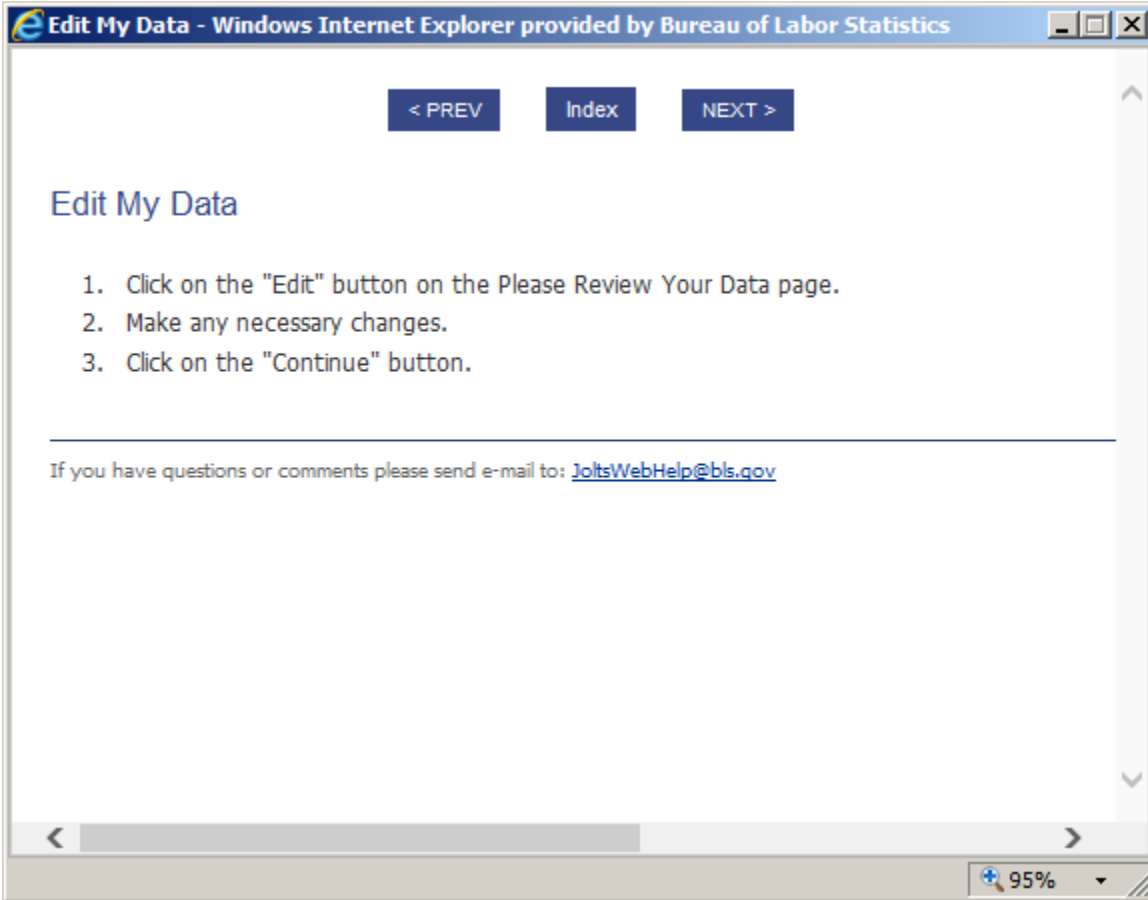 Edit My Data - Windows Internet Explorer provided by Bureau of Labor Statistics
< PREV
Index
NEXT >
Edit My Data
1. Click on the "Edit" button on the Please Review Your Data page.
2. Make any necessary changes.
3. Click on the "Continue" button.
If you have questions or comments please send e-mail to: JoltsWebHelp@bls.gov
95%